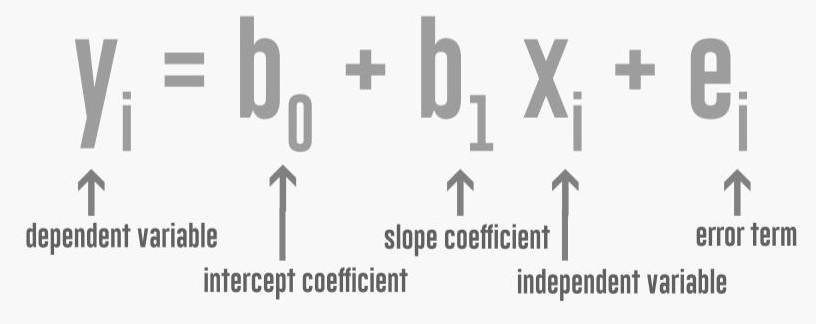 yᵢ = b₀ + b₁ xᵢ + eᵢ
dependent variable
slope coefficient
error term
intercept coefficient
independent variable